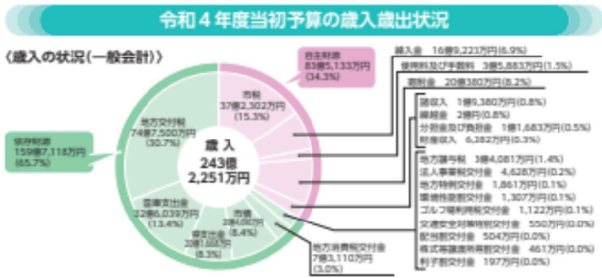 令和4年度当初予算の歳入歳出状況
〈歳入の状況(一般会計)〉
自主財源
83億5,133万円
(34.3%)
依存財源
159億7,118万円
(65.7%)
歳入
243億
2,251万円
市税
37億2,302万円
(15.3%)
繰入金 16億9,223万円(6.9%)
使用料及び手数料 3億5,883万円(1.5%)
寄附金 20億380万円(8.2%)
諸収入 1億9,380万円(0.8%)
繰越金 2億円(0.8%)
分担金及び負担金 1億1,683万円(0.5%)
財産収入 6,282万円(0.3%)
地方譲与税 3億4,081万円(1.4%)
法人事業税交付金 4,628万円(0.2%)
地方特例交付金 1,861万円(0.1%)
環境性能割交付金 1,307万円(0.1%)
ゴルフ場利用税交付金 1,122万円(0.1%)
交通安全対策特別交付金 550万円(0.0%)
配当割交付金 504万円(0.0%)
株式等譲渡所得割交付金 461万円(0.0%)
利子割交付金 197万円(0.0%)
地方消費税交付金
7億3,110万円
(3.0%)
市債
(8.4%)
県支出金
(8.3%)
国庫支出金
32億6,039万円
(13.4%)
地方交付税
74億7,500万円
(30.7%)